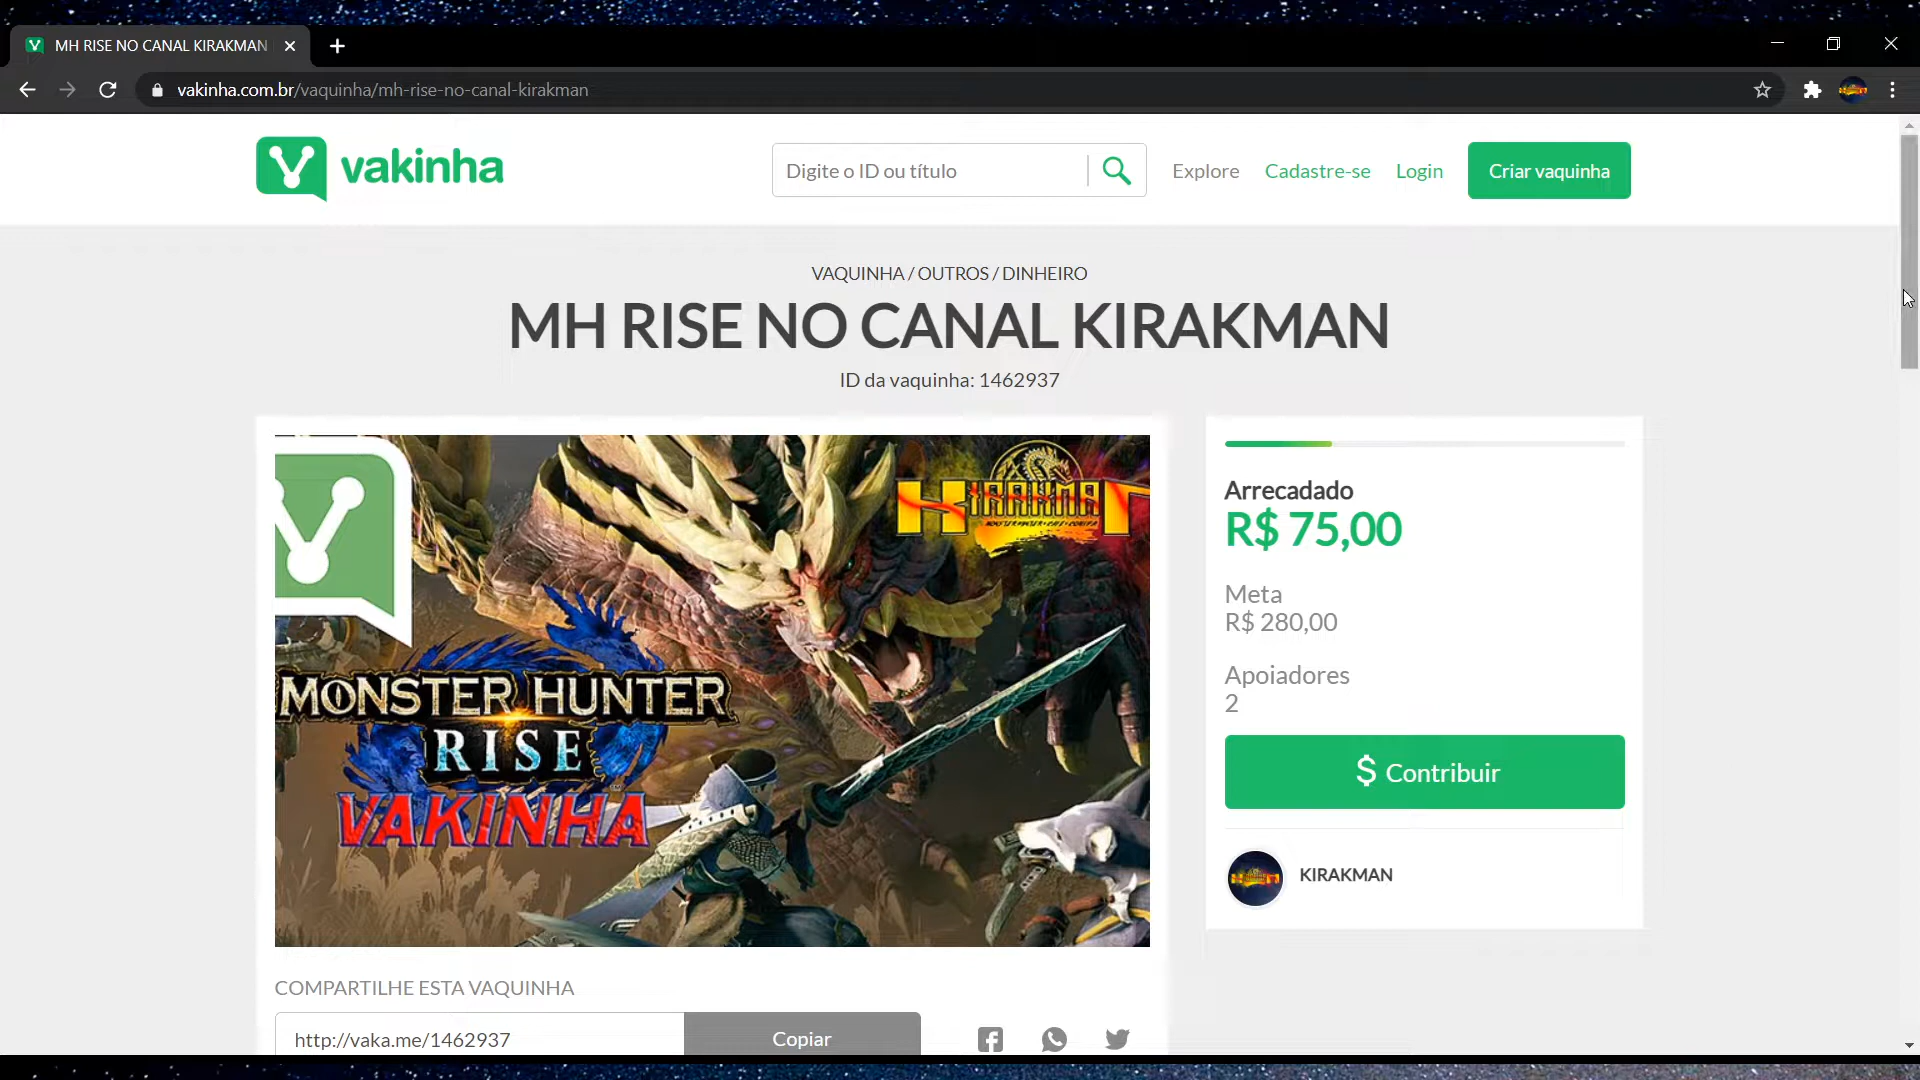 MH RISE NO CANAL KIRAKMAN
vakinha.com.br/vaquinha/mh-rise-no-canal-kirakman
vakinha
Digite o ID ou título
Explore
Cadastre-se
Login
Criar vaquinha
VAQUINHA / OUTROS / DINHEIRO
MH RISE NO CANAL KIRAKMAN
ID da vaquinha: 1462937
KIRAKMAN
MONSTER HUNTER
RISE
VAKINHA
Arrecadado
R$ 75,00
Meta
R$ 280,00
Apoiadores
2
$ Contribuir
KIRAKMAN
COMPARTILHE ESTA VAQUINHA
http://vaka.me/1462937
Copiar